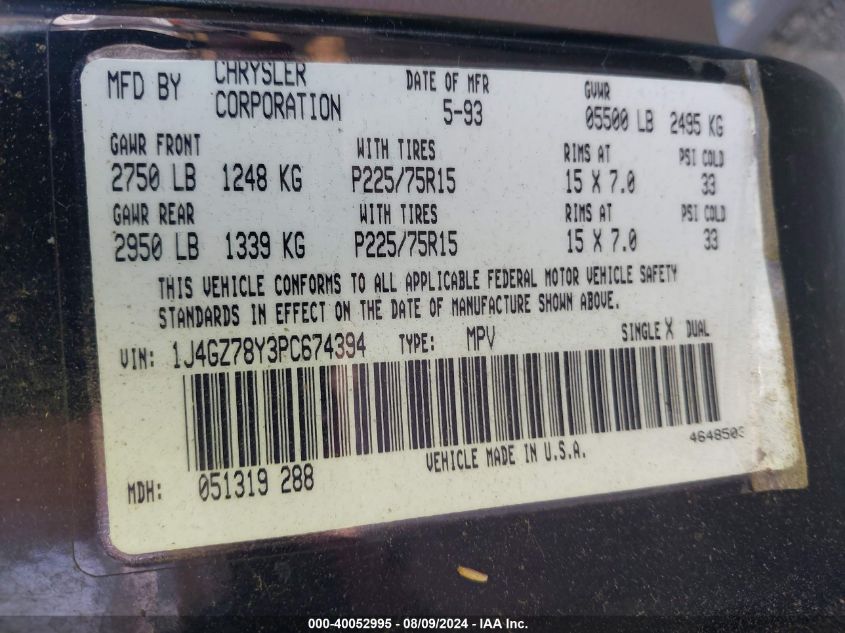 MFD BY CHRYSLER CORPORATION DATE OF MFR 5-93 GVWR 05500 LB 2495 KG
GAWR FRONT WITH TIRES RIMS AT PSI COLD
2750 LB 1248 KG P225/75R15 15 X 7.0 33
GAWR REAR WITH TIRES RIMS AT PSI COLD
2950 LB 1339 KG P225/75R15 15 X 7.0 33
THIS VEHICLE CONFORMS TO ALL APPLICABLE FEDERAL MOTOR VEHICLE SAFETY
STANDARDS IN EFFECT ON THE DATE OF MANUFACTURE SHOWN ABOVE.
VIN: 1J4GZ78Y3PC674394 TYPE: MPV SINGLE X DUAL
4648503
VEHICLE MADE IN U.S.A.
MDH: 051319 288
000-40052995 - 08/09/2024 - IAA Inc.